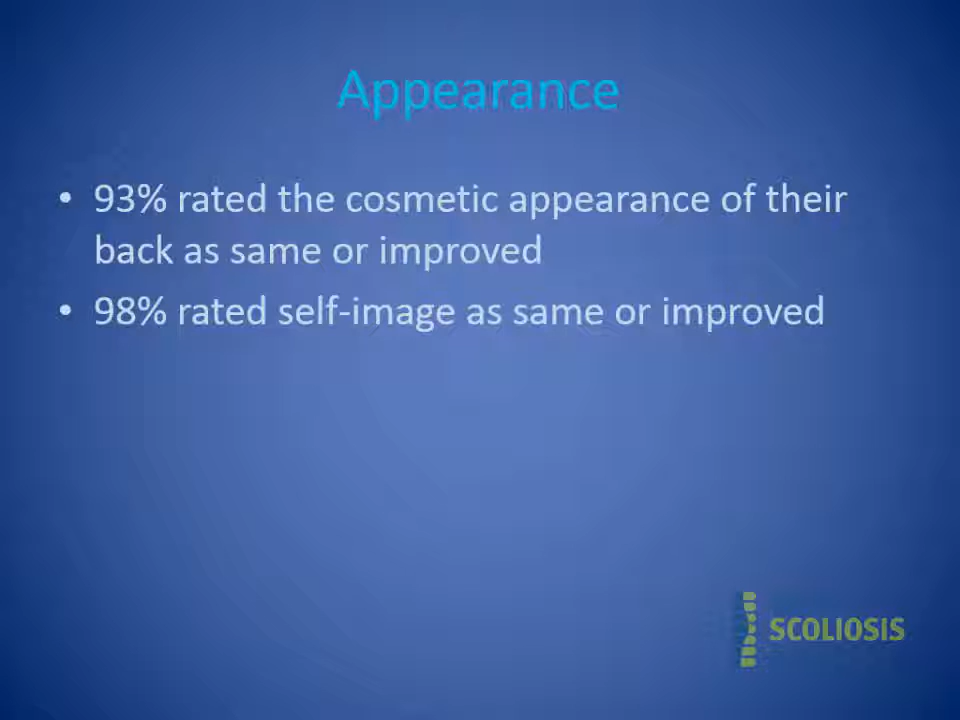 Appearance
• 93% rated the cosmetic appearance of their
back as same or improved
• 98% rated self-image as same or improved
SCOLIOSIS